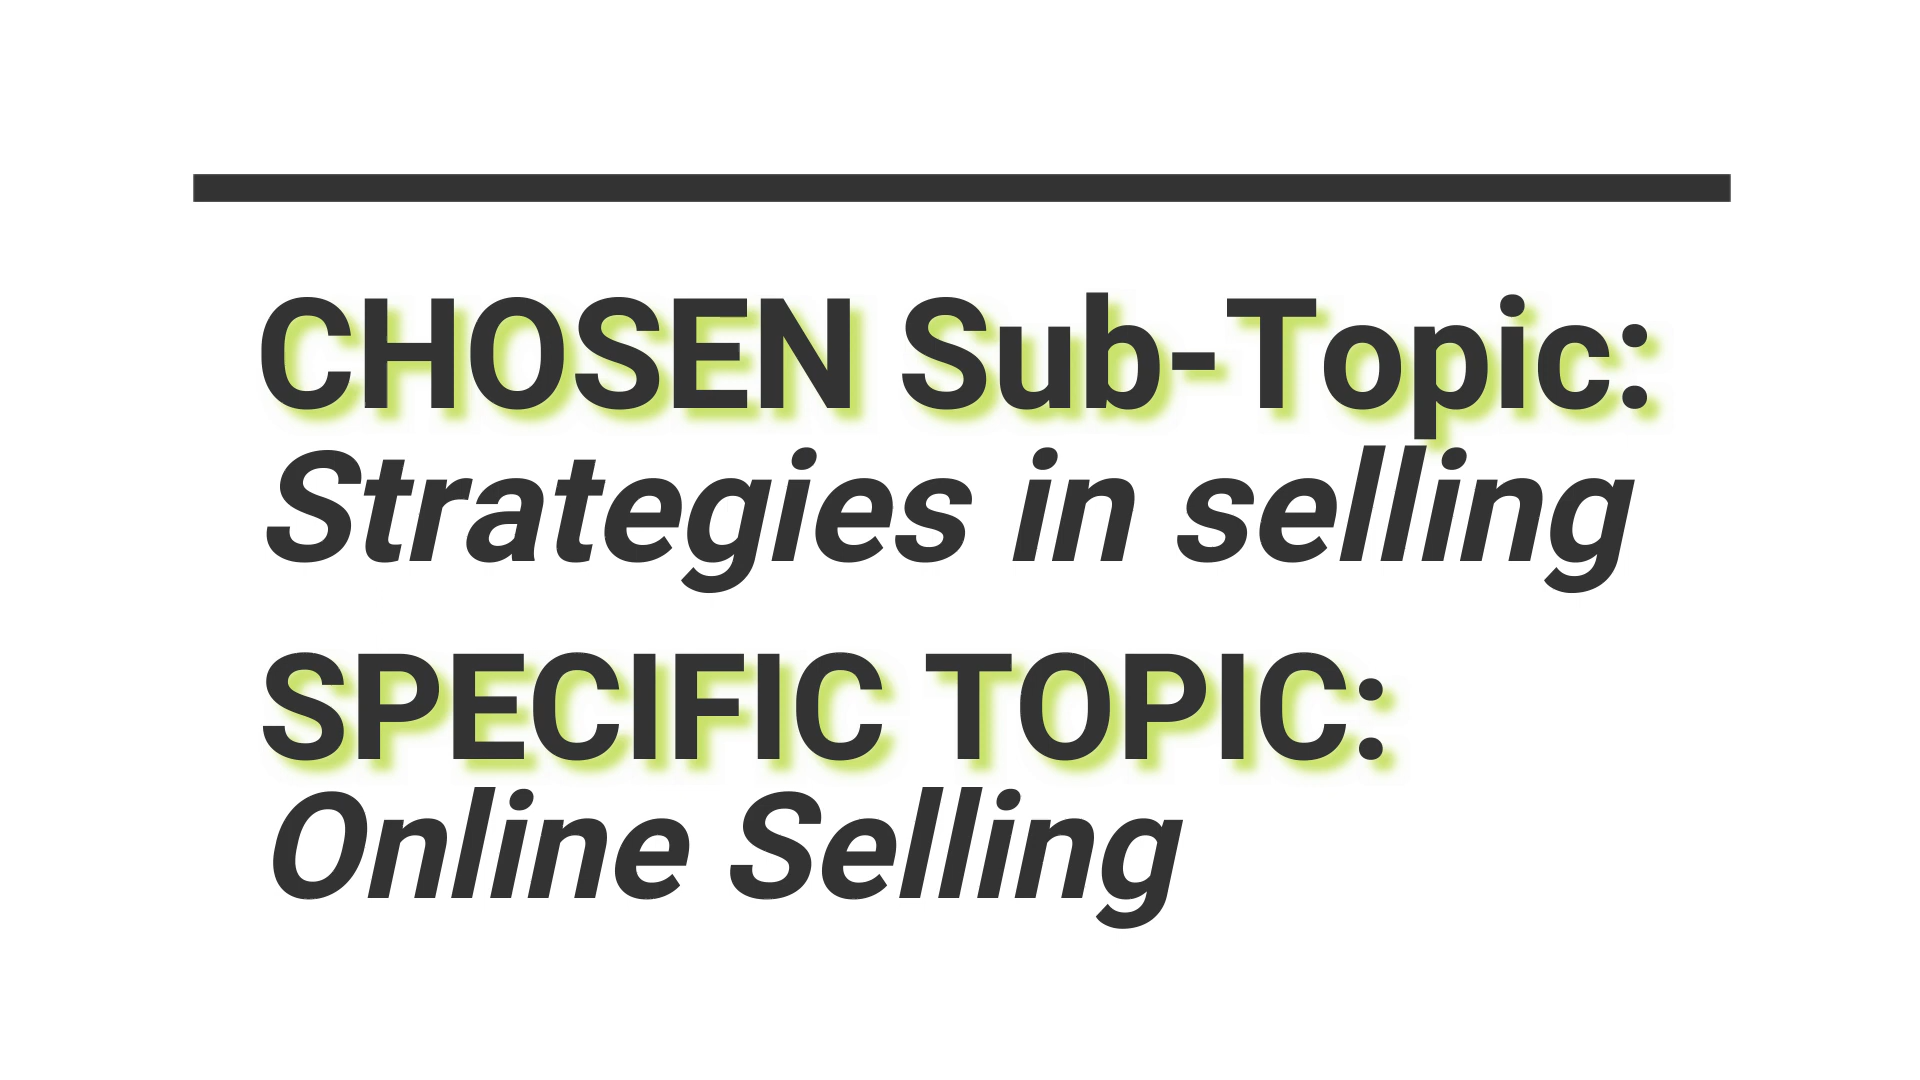 CHOSEN Sub-Topic:
Strategies in selling
SPECIFIC TOPIC:
Online Selling